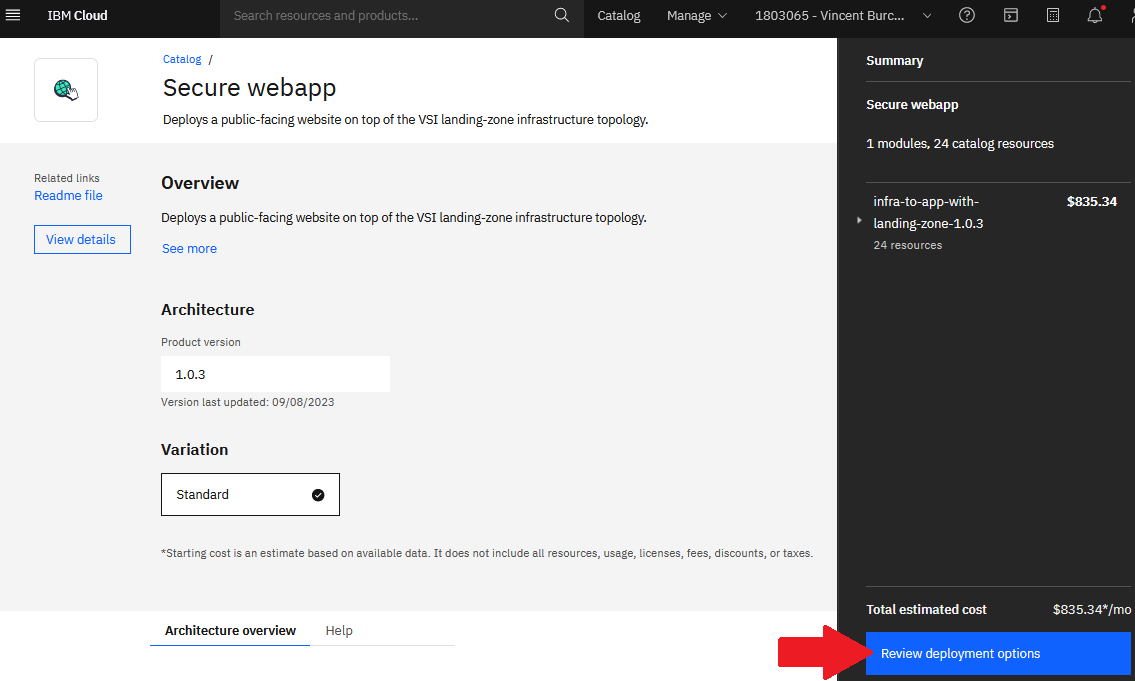 IBM Cloud
Search resources and products...
Catalog
Manage
1803065 - Vincent Burc...
Catalog /
Secure webapp
Deploys a public-facing website on top of the VSI landing-zone infrastructure topology.
Related links
Readme file
View details
Overview
Deploys a public-facing website on top of the VSI landing-zone infrastructure topology.
See more
Architecture
Product version
1.0.3
Version last updated: 09/08/2023
Variation
Standard
*Starting cost is an estimate based on available data. It does not include all resources, usage, licenses, fees, discounts, or taxes.
Architecture overview
Help
Summary
Secure webapp
1 modules, 24 catalog resources
infra-to-app-with-
landing-zone-1.0.3
$835.34
24 resources
Total estimated cost
$835.34*/mo
Review deployment options